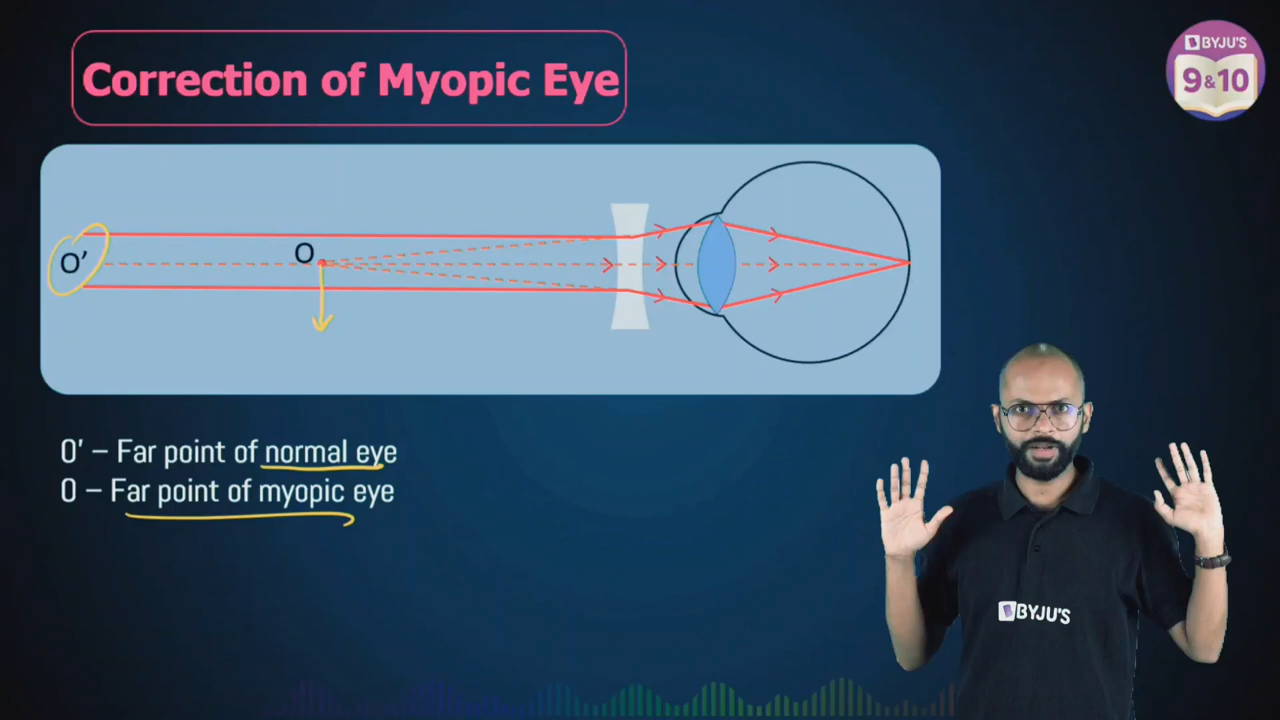 Correction of Myopic Eye
BYJU'S
9&10
O'
O
O' – Far point of normal eye
O – Far point of myopic eye
BYJU'S